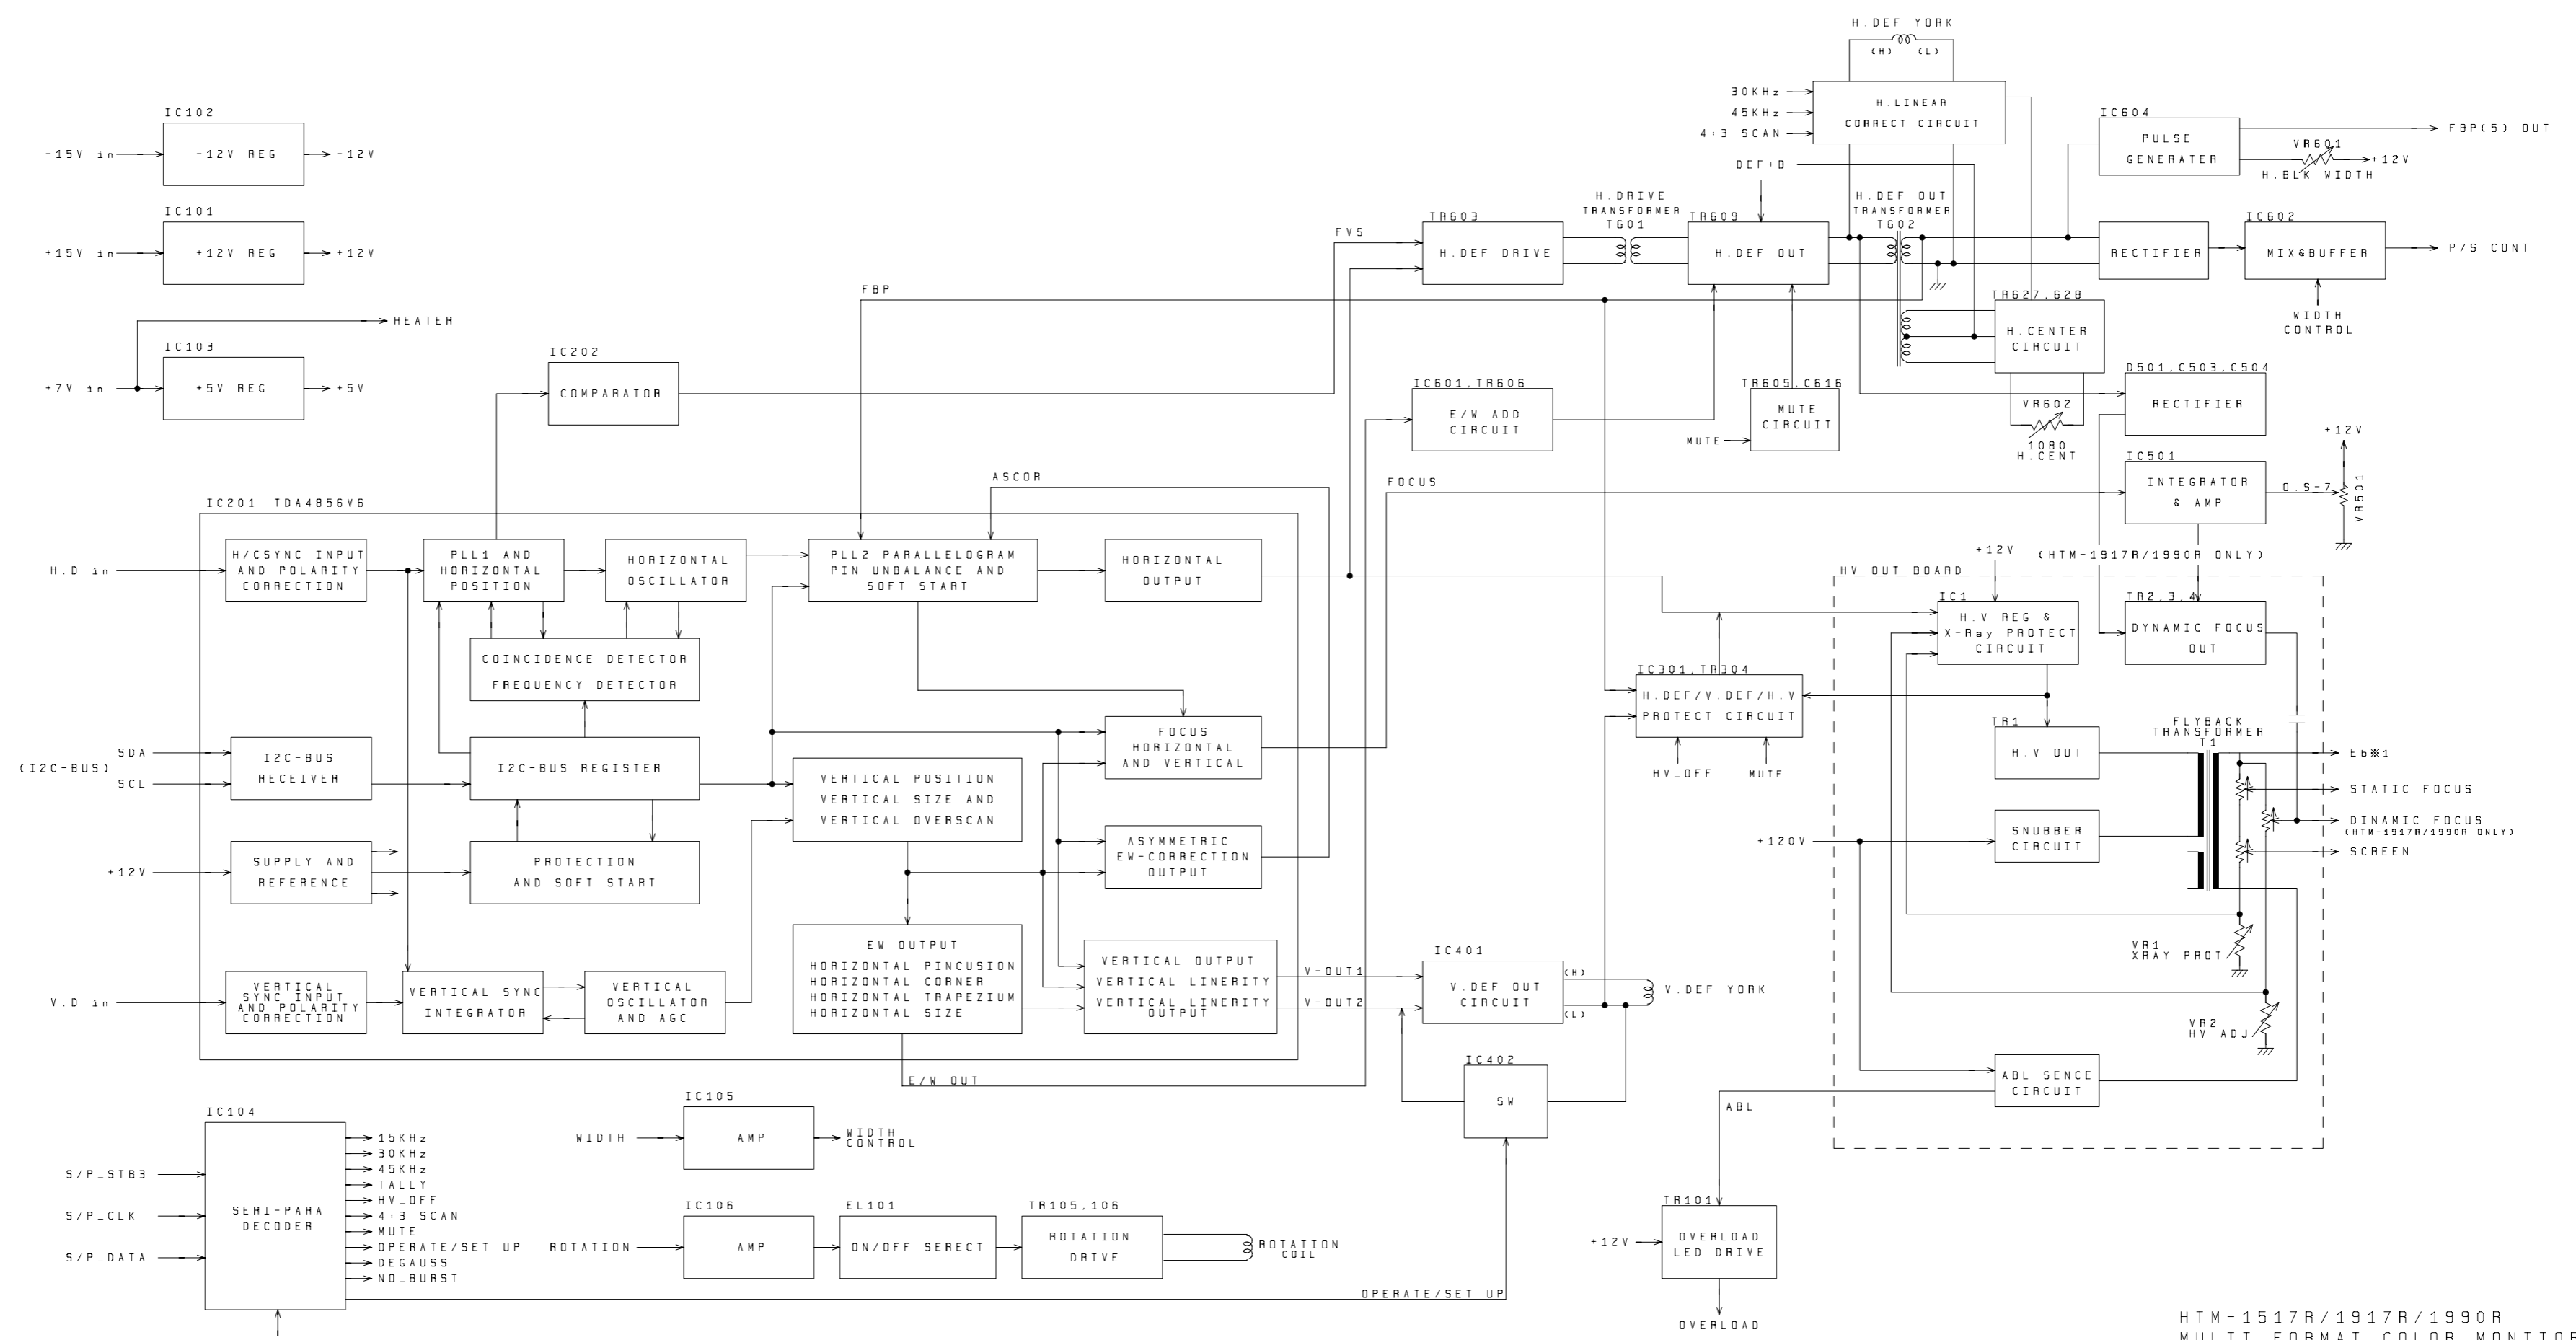 H.DEF YORK
(H) (L)
30KHz
45KHz
4:3 SCAN
H.LINEAR
CORRECT CIRCUIT
IC604
PULSE
GENERATER
FBP(5) OUT
VR601
+12V
H.BLK WIDTH
IC102
-15V in
-12V REG
-12V
DEF+B
IC101
+15V in
+12V REG
+12V
FVS
TR603
H.DEF DRIVE
H.DRIVE
TRANSFORMER
T601
TR609
H.DEF OUT
H.DEF OUT
TRANSFORMER
T602
RECTIFIER
IC602
MIX&BUFFER
P/S CONT
WIDTH
CONTROL
FBP
TR627,628
H.CENTER
CIRCUIT
HEATER
IC103
+7V in
+5V REG
+5V
IC202
COMPARATOR
IC601,TR606
E/W ADD
CIRCUIT
TR605,C616
MUTE
CIRCUIT
MUTE
VR602
1080
H.CENT
D501,C503,C504
RECTIFIER
+12V
IC501
INTEGRATOR
& AMP
0.5-7
VR501
FOCUS
ASCOR
IC201 TDA4856V6
H.D in
H/CSYNC INPUT
AND POLARITY
CORRECTION
PLL1 AND
HORIZONTAL
POSITION
HORIZONTAL
OSCILLATOR
PLL2 PARALLELOGRAM
PIN UNBALANCE AND
SOFT START
HORIZONTAL
OUTPUT
+12V
(HTM-1917R/1990R ONLY)
HV OUT BOARD
IC1
H.V REG &
X-Ray PROTECT
CIRCUIT
TR2,3,4
DYNAMIC FOCUS
OUT
COINCIDENCE DETECTOR
FREQUENCY DETECTOR
IC301,TR304
H.DEF/V.DEF/H.V
PROTECT CIRCUIT
HV_OFF
MUTE
TR1
H.V OUT
FLYBACK
TRANSFORMER
T1
Eb※1
STATIC FOCUS
DINAMIC FOCUS
(HTM-1917R/1990R ONLY)
SCREEN
SDA
(I2C-BUS)
SCL
I2C-BUS
RECEIVER
I2C-BUS REGISTER
VERTICAL POSITION
VERTICAL SIZE AND
VERTICAL OVERSCAN
FOCUS
HORIZONTAL
AND VERTICAL
+120V
SNUBBER
CIRCUIT
+12V
SUPPLY AND
REFERENCE
PROTECTION
AND SOFT START
ASYMMETRIC
EW-CORRECTION
OUTPUT
VR1
XRAY PROT
VR2
HV ADJ
V.D in
VERTICAL
SYNC INPUT
AND POLARITY
CORRECTION
VERTICAL SYNC
INTEGRATOR
VERTICAL
OSCILLATOR
AND AGC
EW OUTPUT
HORIZONTAL PINCUSION
HORIZONTAL CORNER
HORIZONTAL TRAPEZIUM
HORIZONTAL SIZE
VERTICAL OUTPUT
VERTICAL LINERITY
VERTICAL LINERITY
OUTPUT
V-OUT1
V-OUT2
IC401
V.DEF OUT
CIRCUIT
(H)
(L)
V.DEF YORK
E/W OUT
IC402
SW
ABL SENCE
CIRCUIT
ABL
IC104
S/P_STB3
S/P_CLK
S/P_DATA
SERI-PARA
DECODER
15KHz
30KHz
45KHz
TALLY
HV_OFF
4:3 SCAN
MUTE
OPERATE/SET UP
DEGAUSS
NO_BURST
IC105
WIDTH
AMP
WIDTH
CONTROL
IC106
ROTATION
AMP
EL101
ON/OFF SERECT
TR105,106
ROTATION
DRIVE
ROTATION
COIL
OPERATE/SET UP
TR101
+12V
OVERLOAD
LED DRIVE
OVERLOAD
HTM-1517R/1917R/1990R
MULTI FORMAT COLOR MONITOR